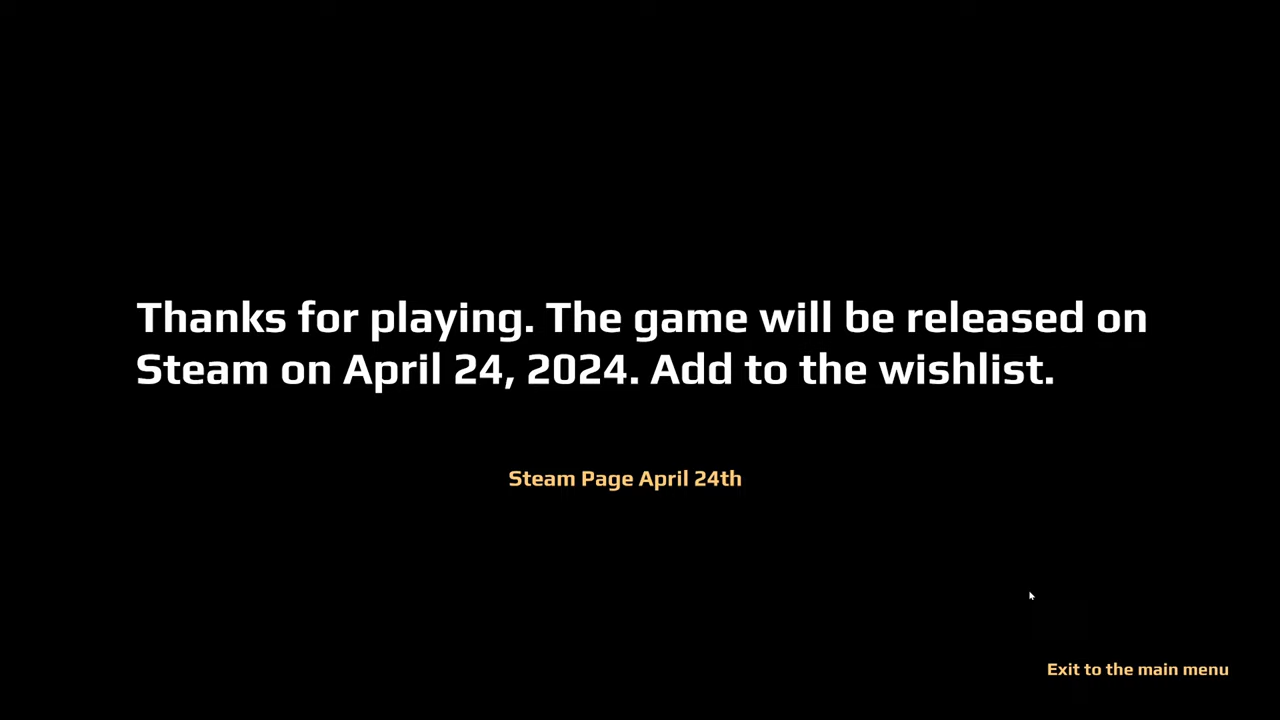 Thanks for playing. The game will be released on
Steam on April 24, 2024. Add to the wishlist.
Steam Page April 24th
Exit to the main menu